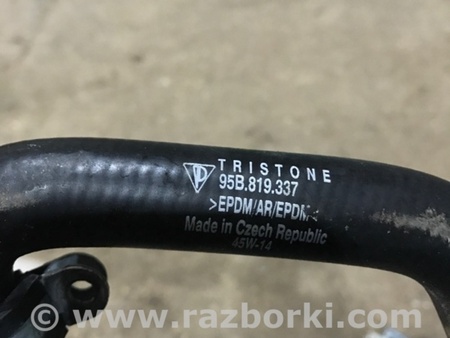 TRISTONE
95B.819.337
>EPDM/AR/EPDM<
Made in Czech Republic
45W-14
© www.razborki.com